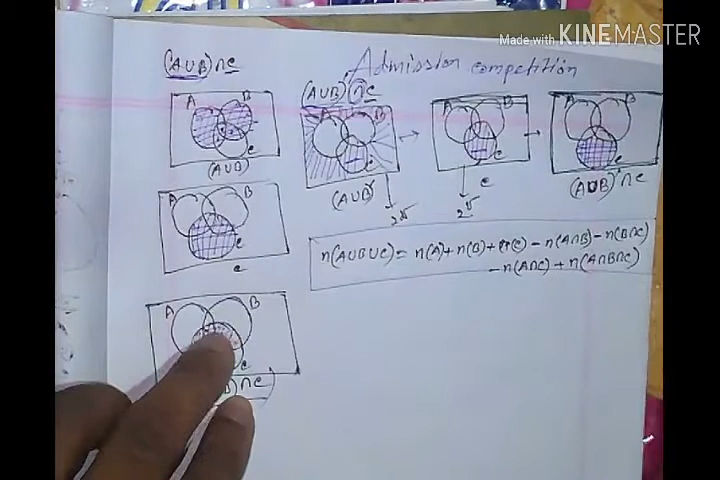 Made with KINEMASTER
(A∪B)∩C
Admission competition
(A∪B)'∩C
A B C
(A∪B)
A B C
(A∪B)'
A B C
C
A B C
(A∪B)'∩C
A B C
C
n(A∪B∪C) = n(A) + n(B) + n(C) - n(A∩B) - n(B∩C)
- n(A∩C) + n(A∩B∩C)
A B C
) ∩C